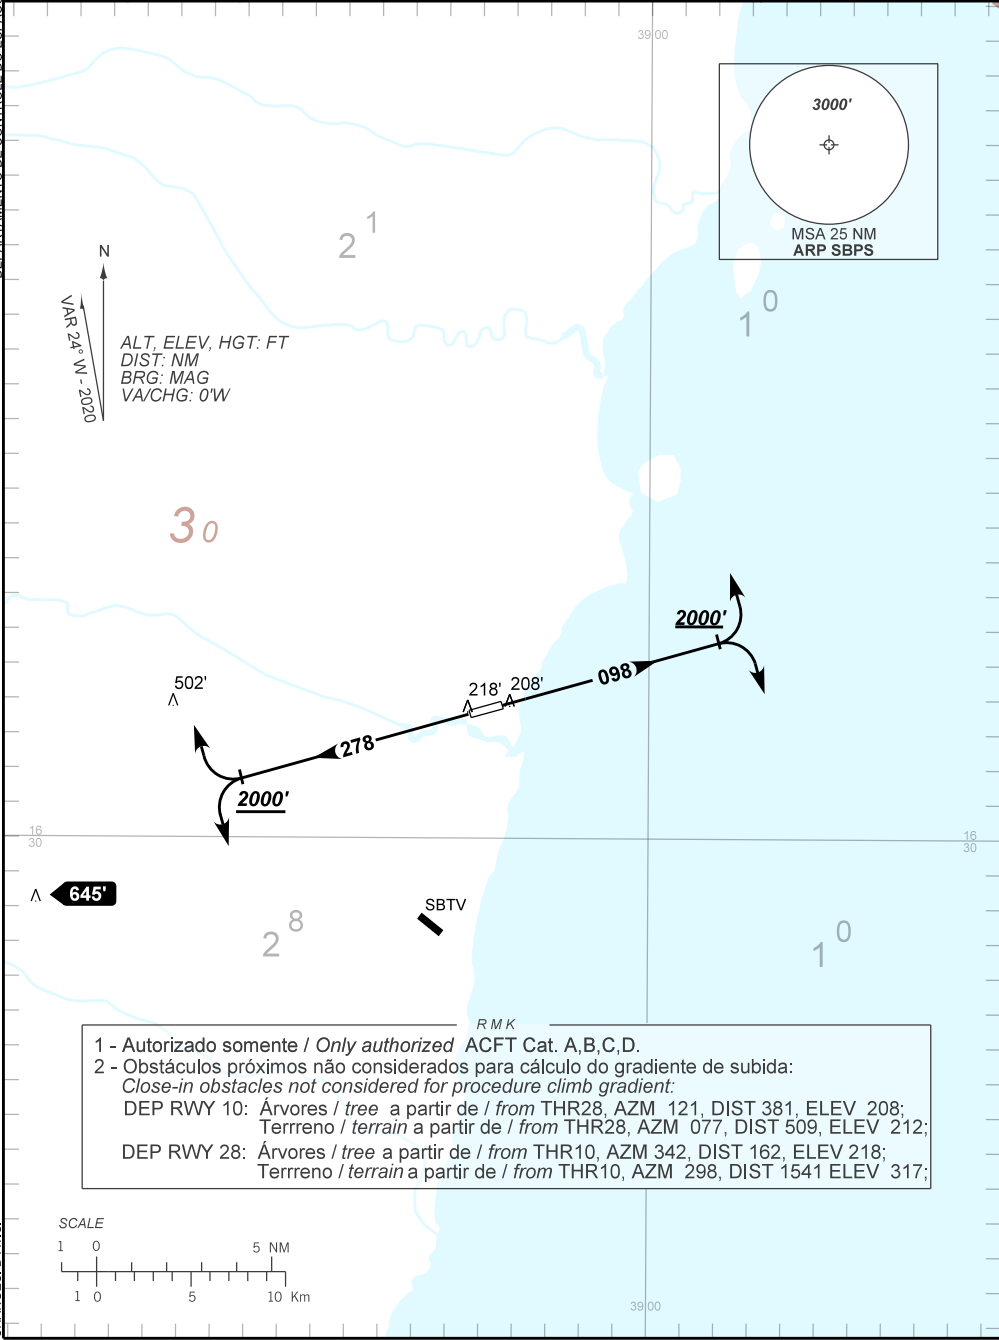 39 00
3000'
MSA 25 NM
ARP SBPS
2 1
1 0
N
VAR 24° W - 2020
ALT, ELEV, HGT: FT
DIST: NM
BRG: MAG
VA/CHG: 0'W
3 0
2000'
098
502'
218'
208'
278
2000'
16
30
16
30
645'
SBTV
2 8
1 0
RMK
1 - Autorizado somente / Only authorized ACFT Cat. A,B,C,D.
2 - Obstáculos próximos não considerados para cálculo do gradiente de subida:
Close-in obstacles not considered for procedure climb gradient:
DEP RWY 10: Árvores / tree a partir de / from THR28, AZM 121, DIST 381, ELEV 208;
Terrreno / terrain a partir de / from THR28, AZM 077, DIST 509, ELEV 212;
DEP RWY 28: Árvores / tree a partir de / from THR10, AZM 342, DIST 162, ELEV 218;
Terrreno / terrain a partir de / from THR10, AZM 298, DIST 1541 ELEV 317;
SCALE
1 0 5 NM
1 0 5 10 Km
39 00